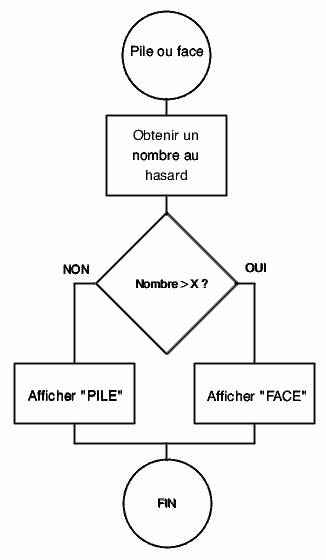 Pile ou face
Obtenir un
nombre au
hasard
NON
OUI
Nombre > X ?
Afficher "PILE"
Afficher "FACE"
FIN